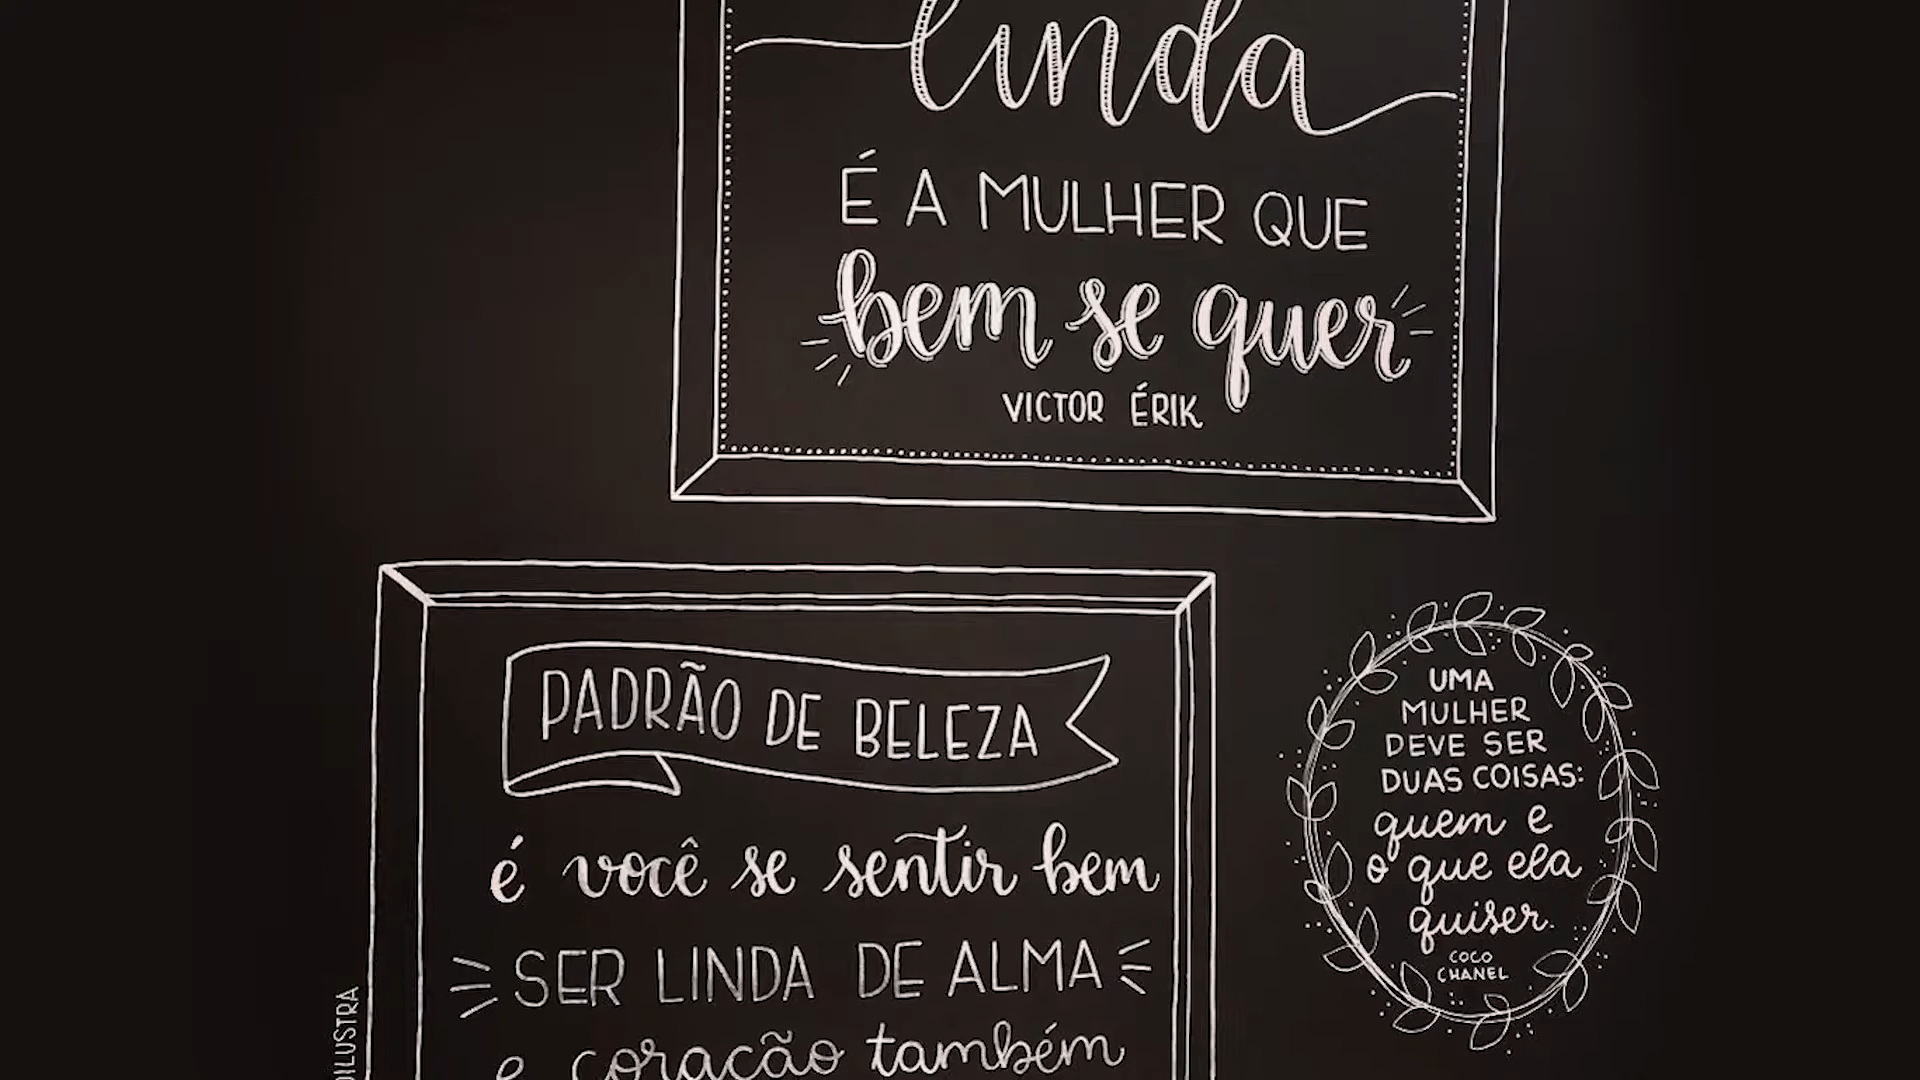 linda
É A MULHER QUE
bem se quer
VICTOR ÉRIK
PADRÃO DE BELEZA
é você se sentir bem
SER LINDA DE ALMA
e coração também
UMA
MULHER
DEVE SER
DUAS COISAS:
quem e
o que ela
quiser.
COCO
CHANEL